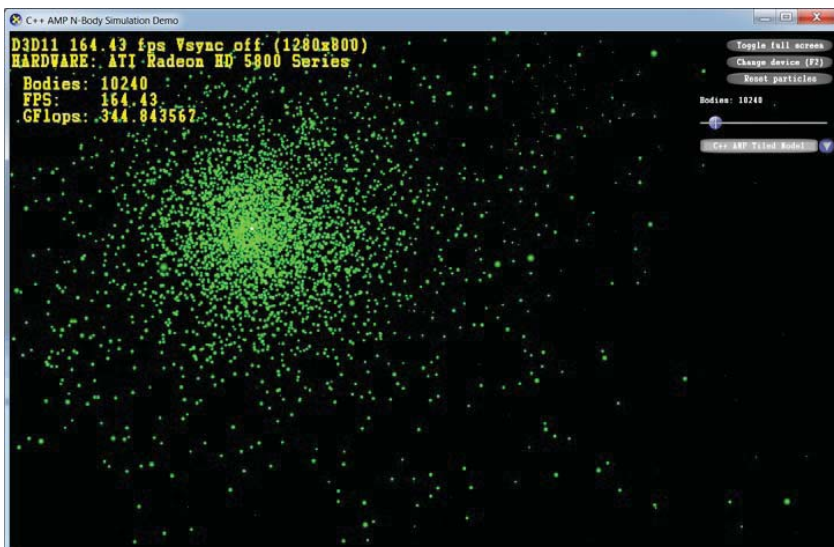 C++ AMP N-Body Simulation Demo
D3D11 164.43 fps Vsync off (1280x800)
HARDWARE: ATI Radeon HD 5800 Series
Bodies: 10240
FPS: 164.43
GFlops: 344.843567
Toggle full screen
Change device (F2)
Reset particles
Bodies: 10240
C++ AMP Tiled Model